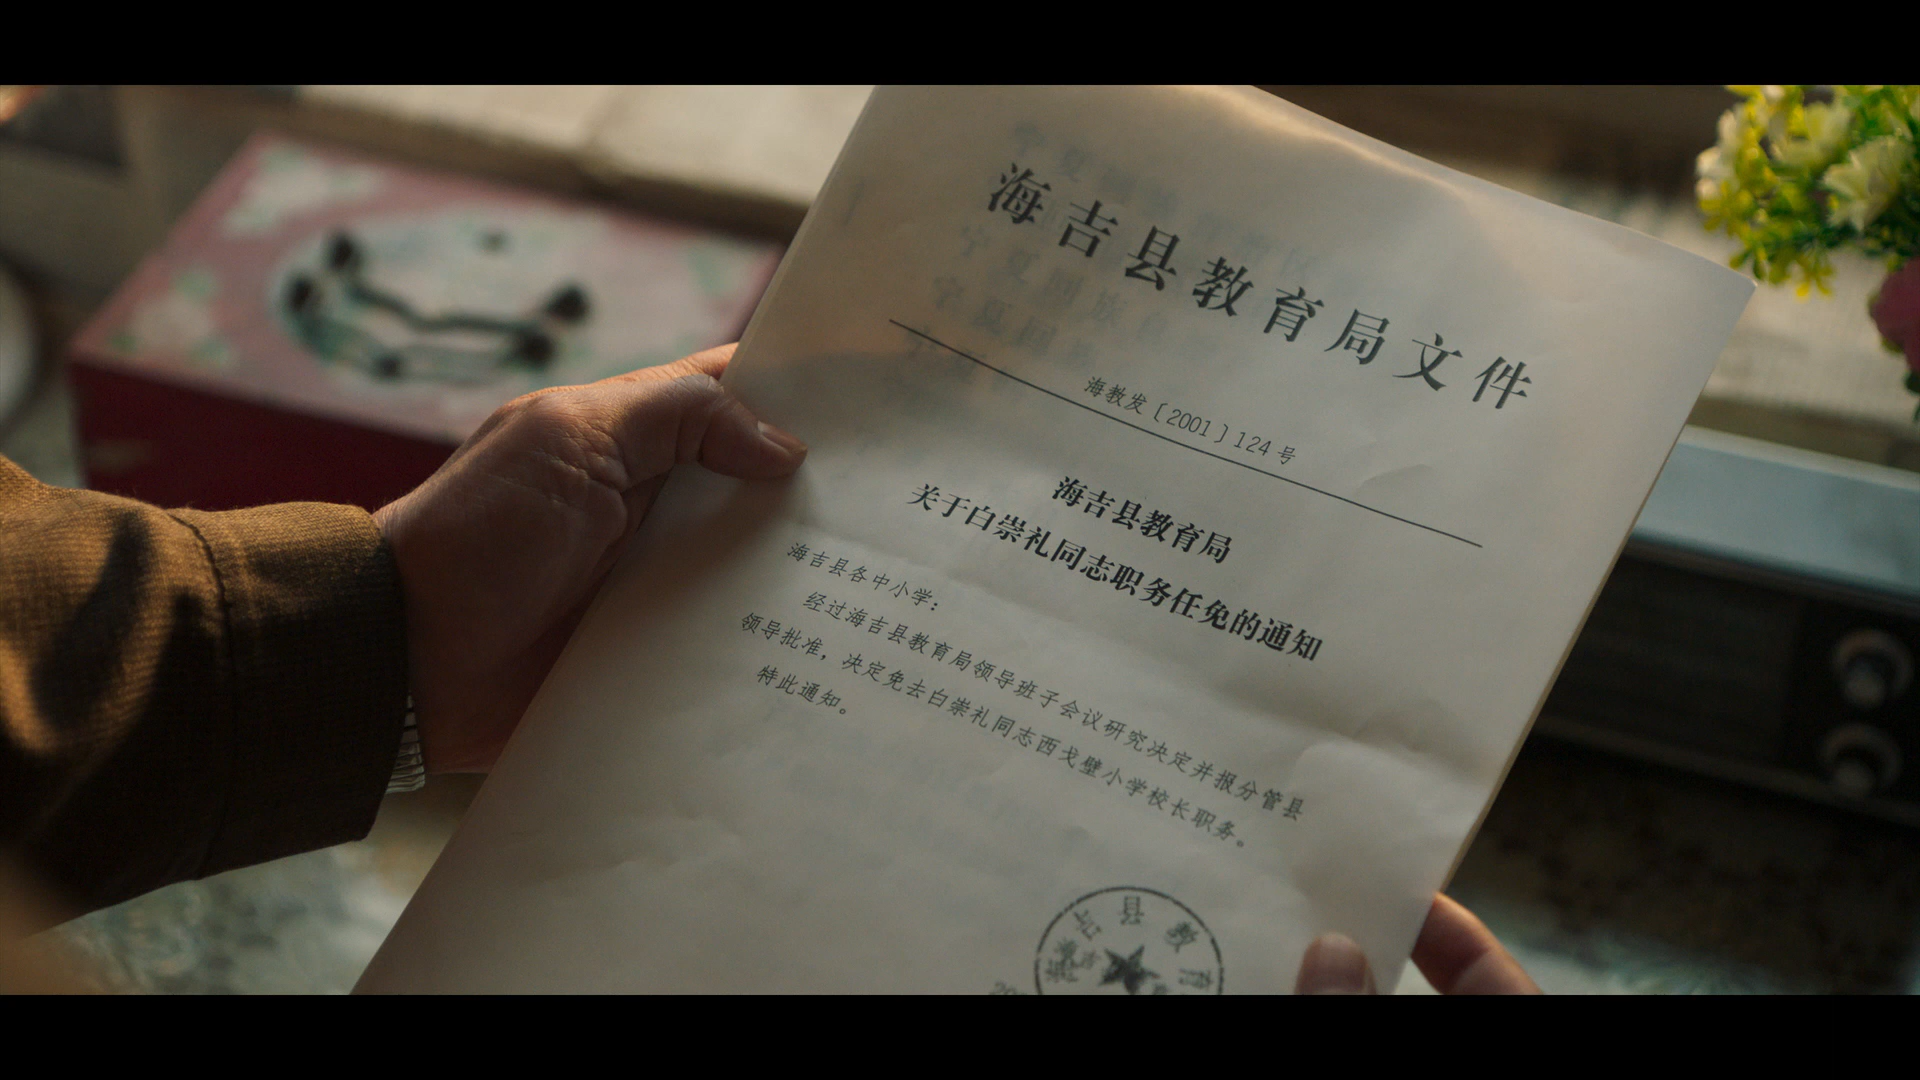 海吉县教育局文件
海教发〔2001〕124号
海吉县教育局
关于白崇礼同志职务任免的通知
海吉县各中小学：
经过海吉县教育局领导班子会议研究决定并报分管县
领导批准，决定免去白崇礼同志西戈壁小学校长职务。
特此通知。
吉县教育